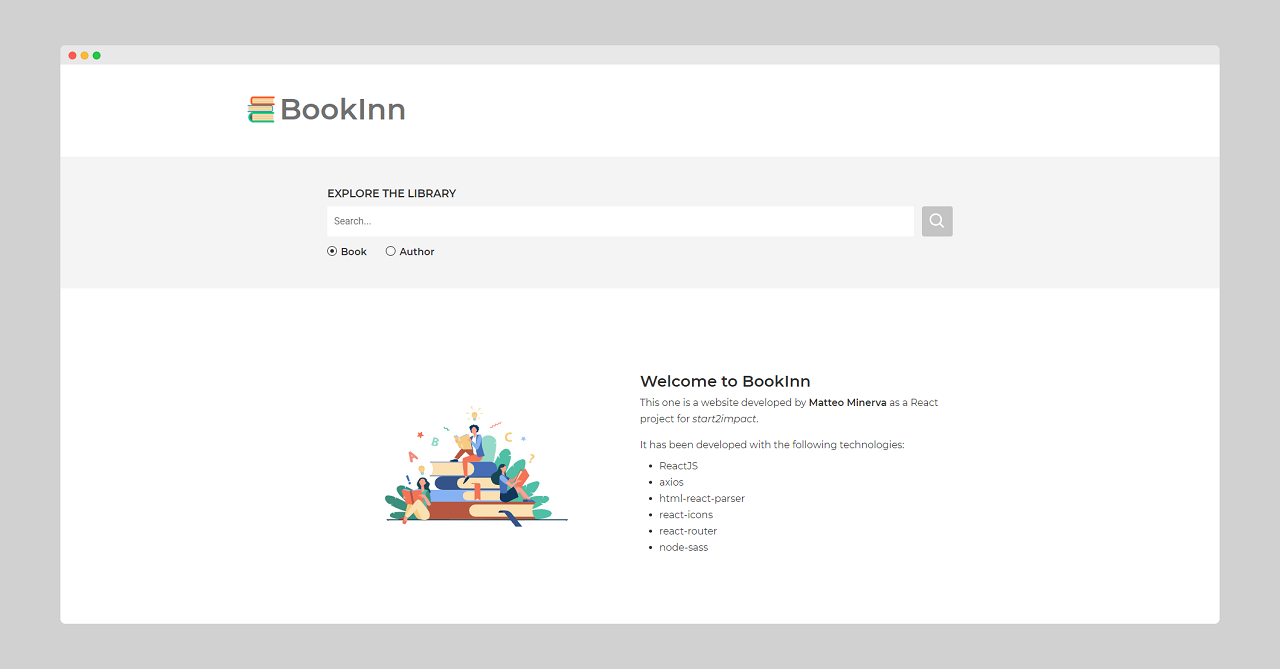 BookInn
EXPLORE THE LIBRARY
Search...
Book
Author
Welcome to BookInn
This one is a website developed by Matteo Minerva as a React
project for start2impact.
It has been developed with the following technologies:
ReactJS
axios
html-react-parser
react-icons
react-router
node-sass
A
B
C
?
!